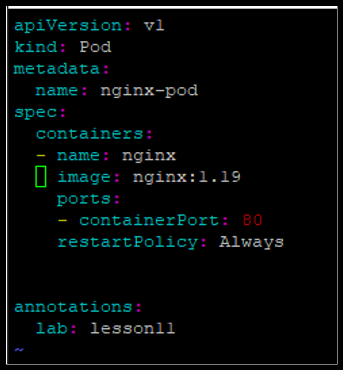 apiVersion: v1
kind: Pod
metadata:
  name: nginx-pod
spec:
  containers:
  - name: nginx
    image: nginx:1.19
    ports:
    - containerPort: 80
    restartPolicy: Always
annotations:
  lab: lesson11
~